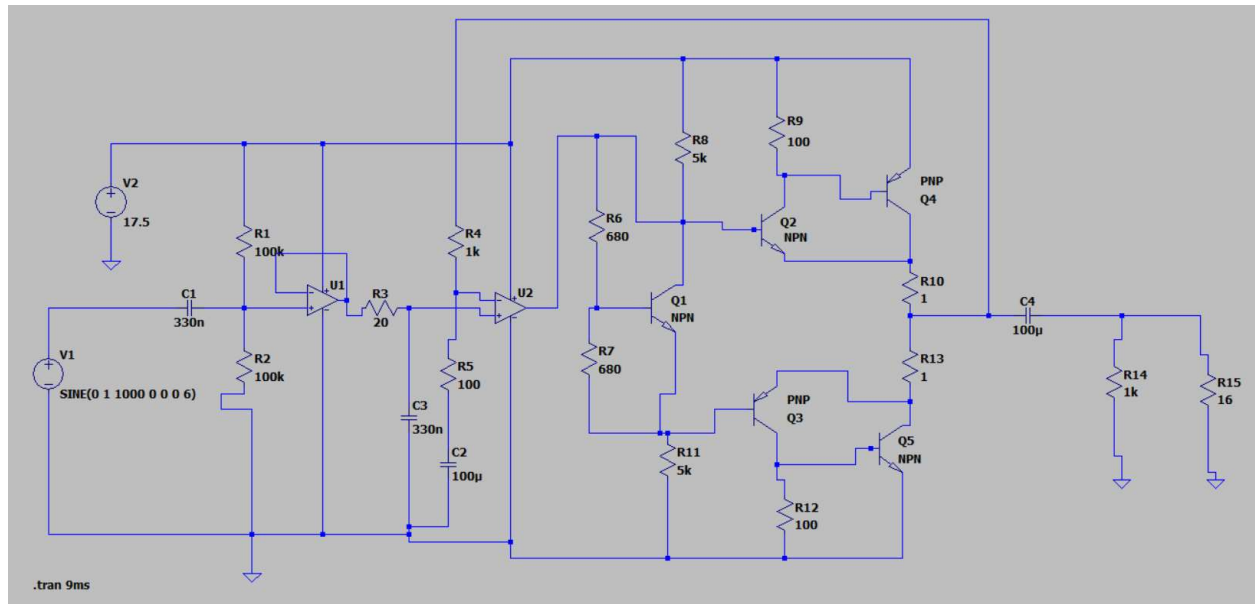 V2
17.5
R1
100k
C1
330n
V1
SINE(0 1 1000 0 0 0 6)
R2
100k
U1
R3
20
C3
330n
R4
1k
U2
R5
100
C2
100µ
R6
680
R7
680
R8
5k
Q1
NPN
R11
5k
R9
100
Q2
NPN
PNP
Q4
PNP
Q3
R12
100
Q5
NPN
R10
1
R13
1
C4
100µ
R14
1k
R15
16
.tran 9ms